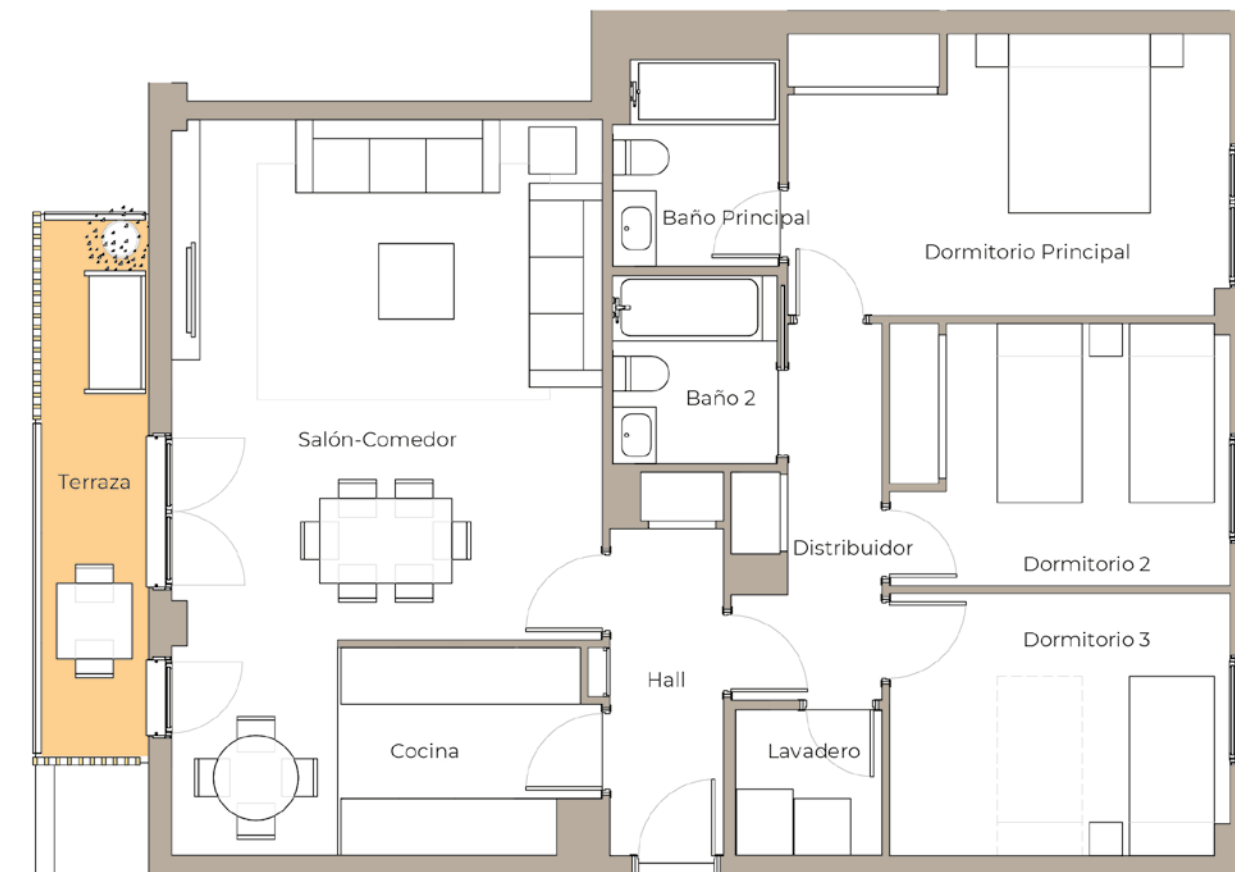 Baño Principal
Dormitorio Principal
Baño 2
Salón-Comedor
Terraza
Distribuidor
Dormitorio 2
Dormitorio 3
Hall
Cocina
Lavadero